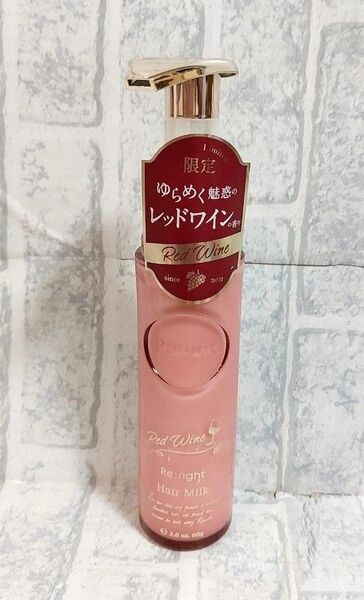 Limited
限定
ゆらめく魅惑の
レッドワインの香り
Red Wine
since 2021
Red Wine
Re:right
Hair Milk
℮ 2.8 oz. 80g